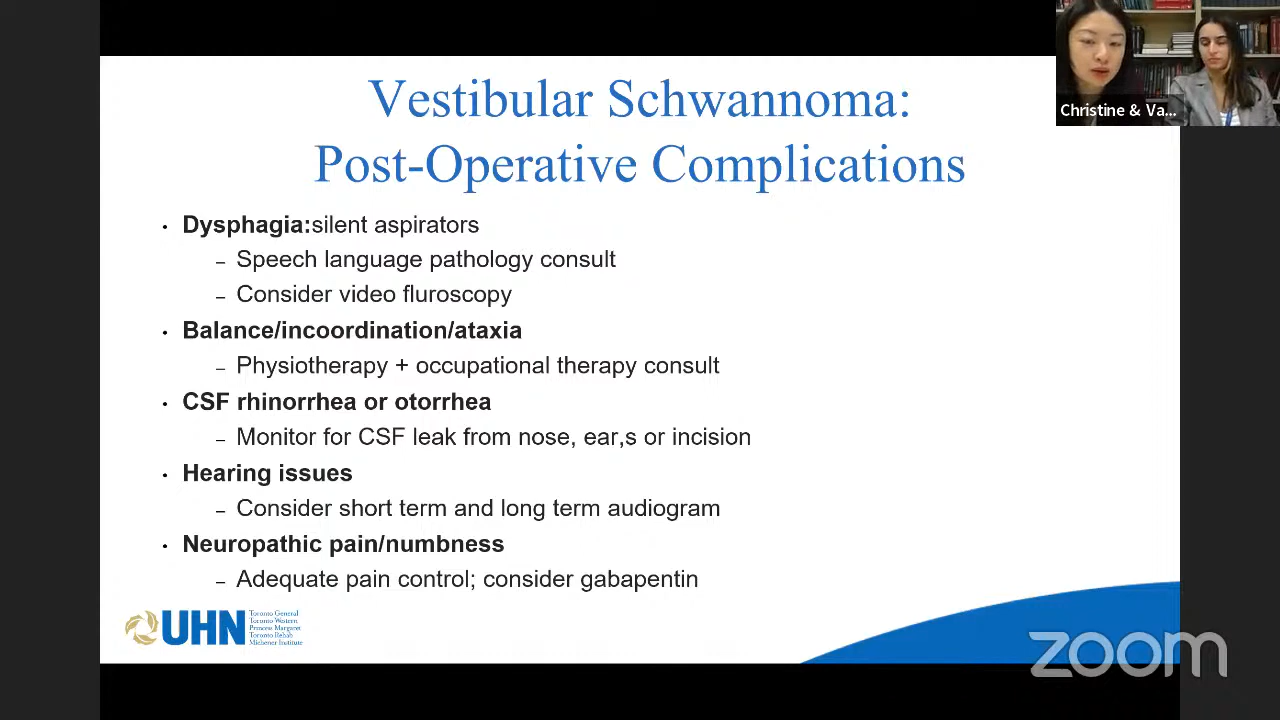 Vestibular Schwannoma:
Post-Operative Complications
Christine & Va...
• Dysphagia:silent aspirators
– Speech language pathology consult
– Consider video fluroscopy
• Balance/incoordination/ataxia
– Physiotherapy + occupational therapy consult
• CSF rhinorrhea or otorrhea
– Monitor for CSF leak from nose, ear,s or incision
• Hearing issues
– Consider short term and long term audiogram
• Neuropathic pain/numbness
– Adequate pain control; consider gabapentin
UHN
Toronto General
Toronto Western
Princess Margaret
Toronto Rehab
Michener Institute
zoom